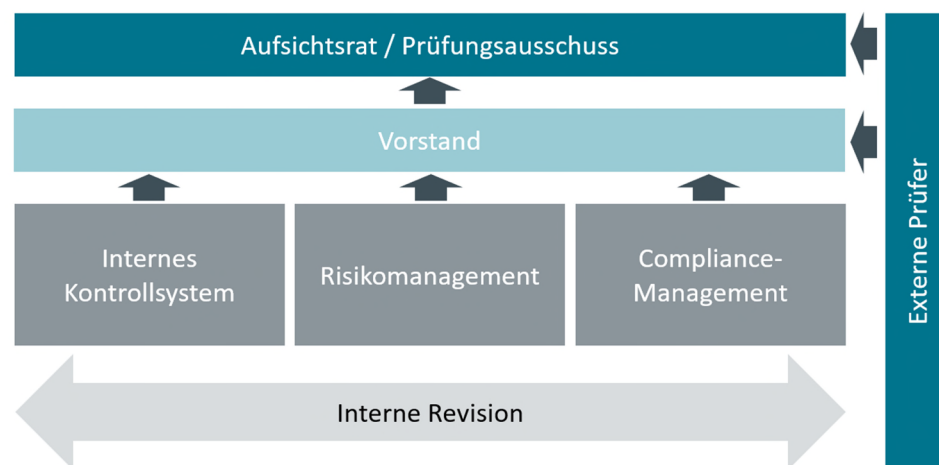 Aufsichtsrat / Prüfungsausschuss
Vorstand
Internes
Kontrollsystem
Risikomanagement
Compliance-
Management
Interne Revision
Externe Prüfer